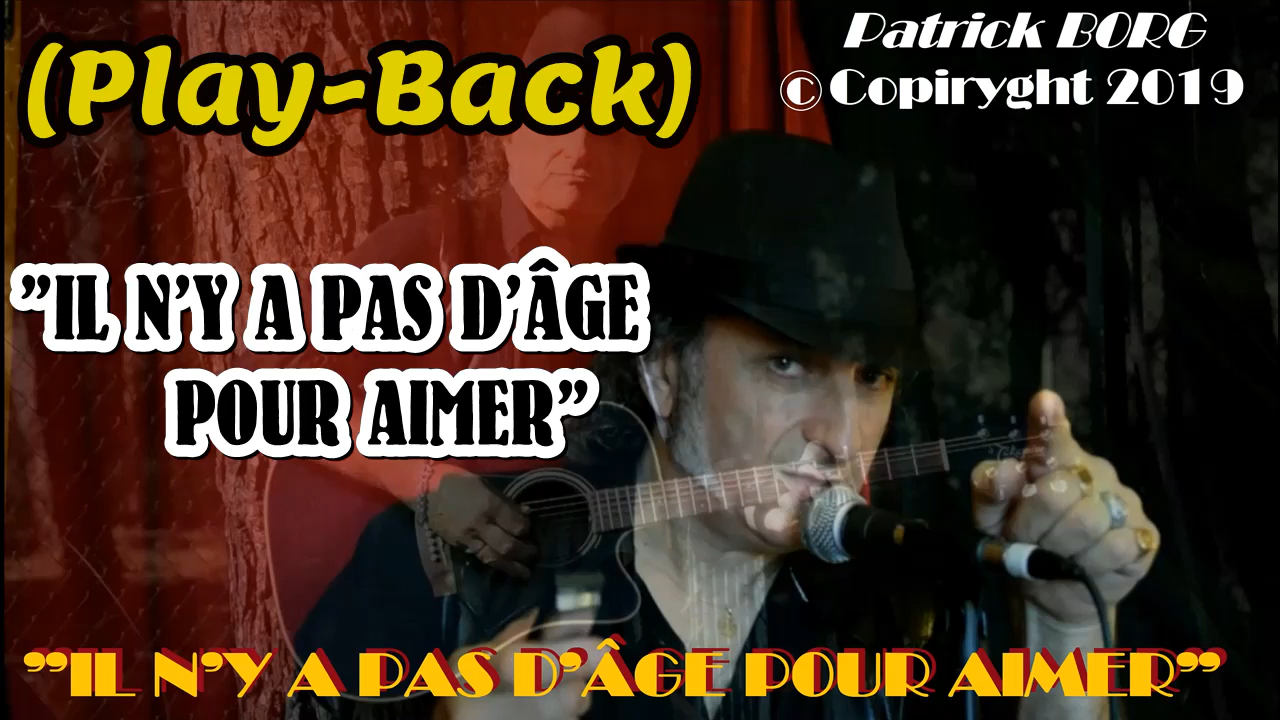 (Play-Back)
Patrick BORG
© Copiryght 2019
"IL N'Y A PAS D'ÂGE
POUR AIMER"
"IL N'Y A PAS D'ÂGE POUR AIMER"